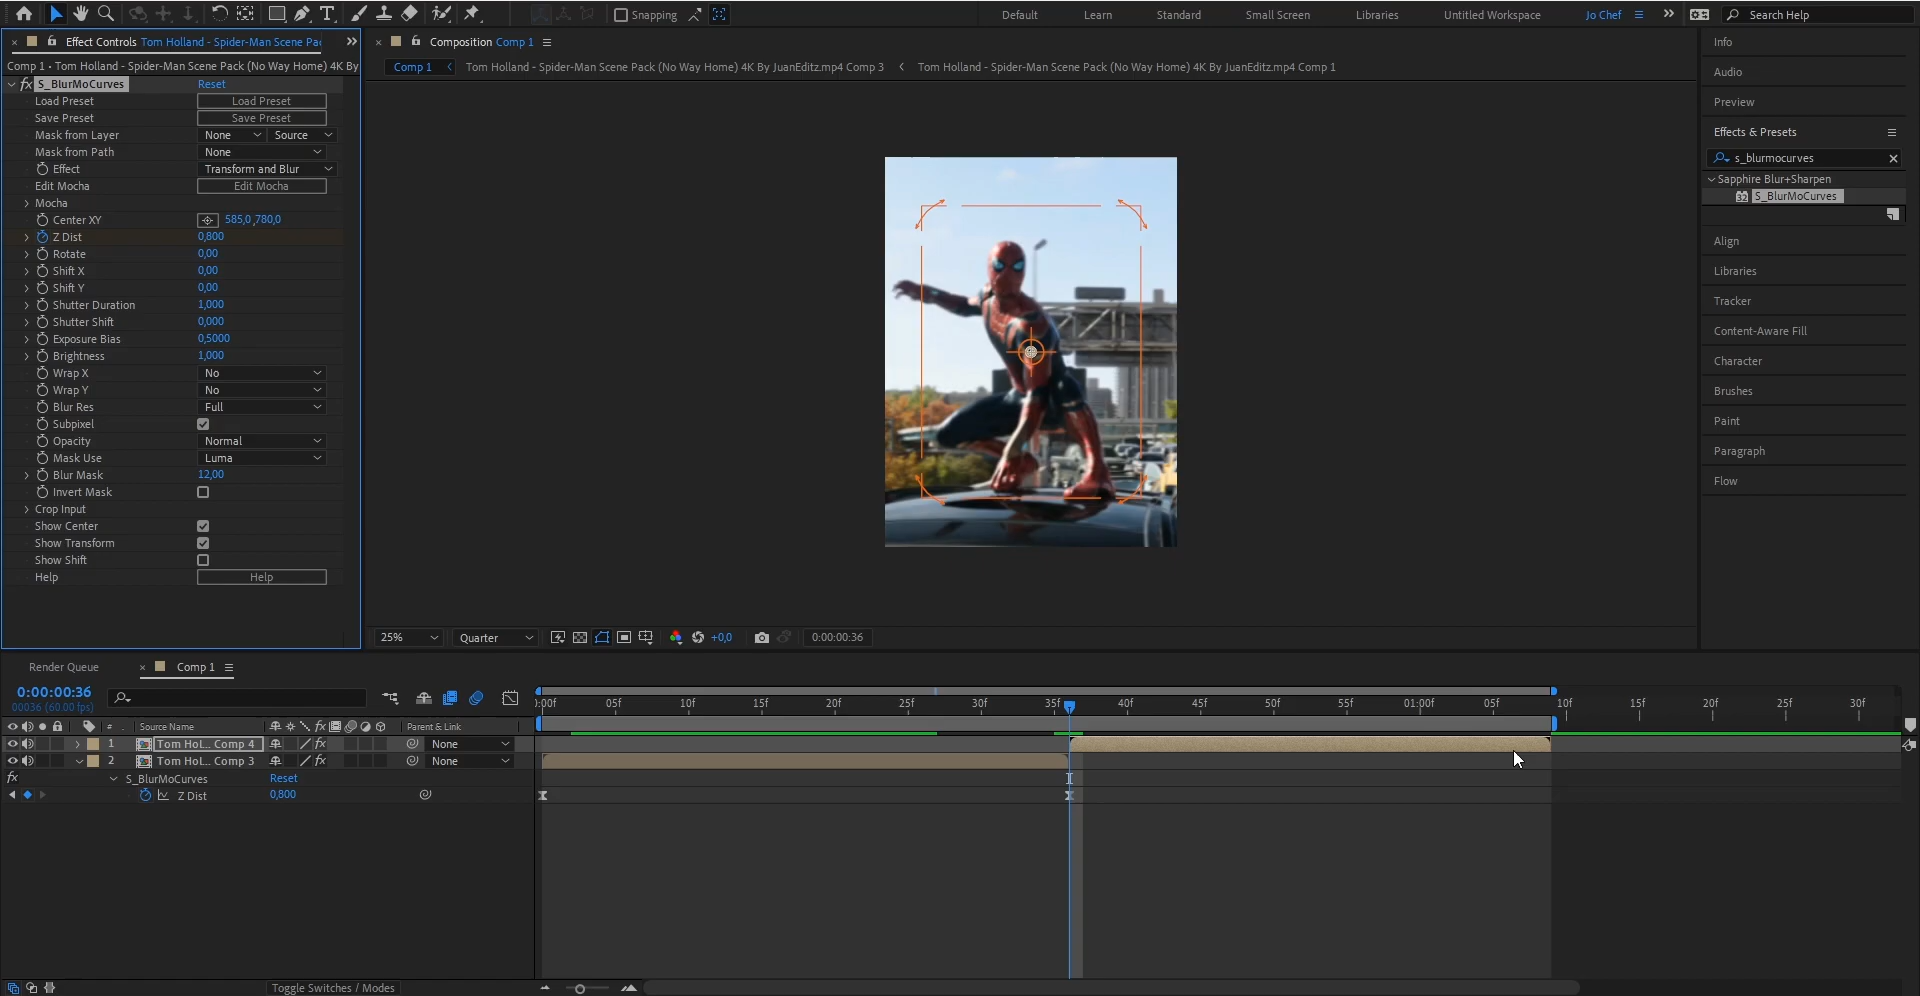 Snapping
Default
Learn
Standard
Small Screen
Libraries
Untitled Workspace
Jo Chef
Search Help
Effect Controls Tom Holland - Spider-Man Scene Pac
Composition Comp 1
Info
Comp 1 • Tom Holland - Spider-Man Scene Pack (No Way Home) 4K By
Comp 1
Tom Holland - Spider-Man Scene Pack (No Way Home) 4K By JuanEditz.mp4 Comp 3
Tom Holland - Spider-Man Scene Pack (No Way Home) 4K By JuanEditz.mp4 Comp 1
Audio
Preview
Effects & Presets
s_blurmocurves
Sapphire Blur+Sharpen
32 S_BlurMoCurves
Align
Libraries
Tracker
Content-Aware Fill
Character
Brushes
Paint
Paragraph
Flow
fx S_BlurMoCurves Reset
Load Preset Load Preset
Save Preset Save Preset
Mask from Layer None Source
Mask from Path None
Effect Transform and Blur
Edit Mocha Edit Mocha
Mocha
Center XY 585,0 ,780,0
Z Dist 0,800
Rotate 0,00
Shift X 0,00
Shift Y 0,00
Shutter Duration 1,000
Shutter Shift 0,000
Exposure Bias 0,5000
Brightness 1,000
Wrap X No
Wrap Y No
Blur Res Full
Subpixel
Opacity Normal
Mask Use Luma
Blur Mask 12,00
Invert Mask
Crop Input
Show Center
Show Transform
Show Shift
Help Help
25% Quarter +0,0 0:00:00:36
Render Queue
Comp 1
0:00:00:36
00036 (60.00 fps)
):00f 05f 10f 15f 20f 25f 30f 35f 40f 45f 50f 55f 01:00f 05f 10f 15f 20f 25f 30f
# Source Name fx Parent & Link
1 Tom Hol... Comp 4 fx None
2 Tom Hol... Comp 3 fx None
fx S_BlurMoCurves Reset
Z Dist 0,800
Toggle Switches / Modes